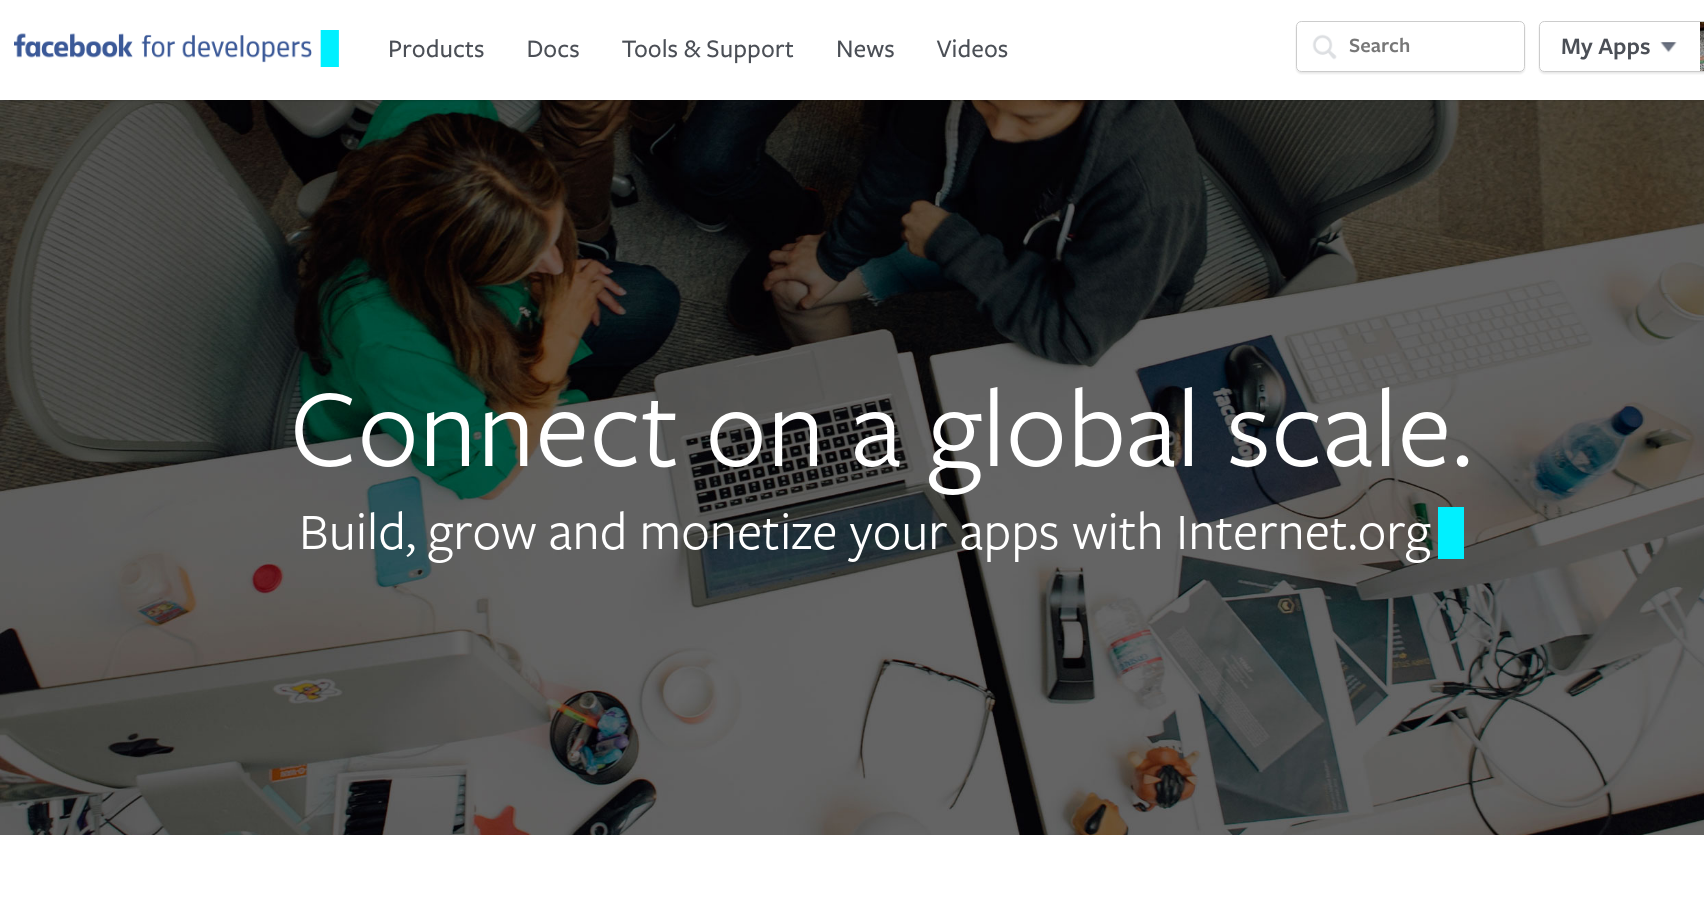 facebook for developers
Products Docs Tools & Support News Videos
Search
My Apps
Connect on a global scale.
Build, grow and monetize your apps with Internet.org